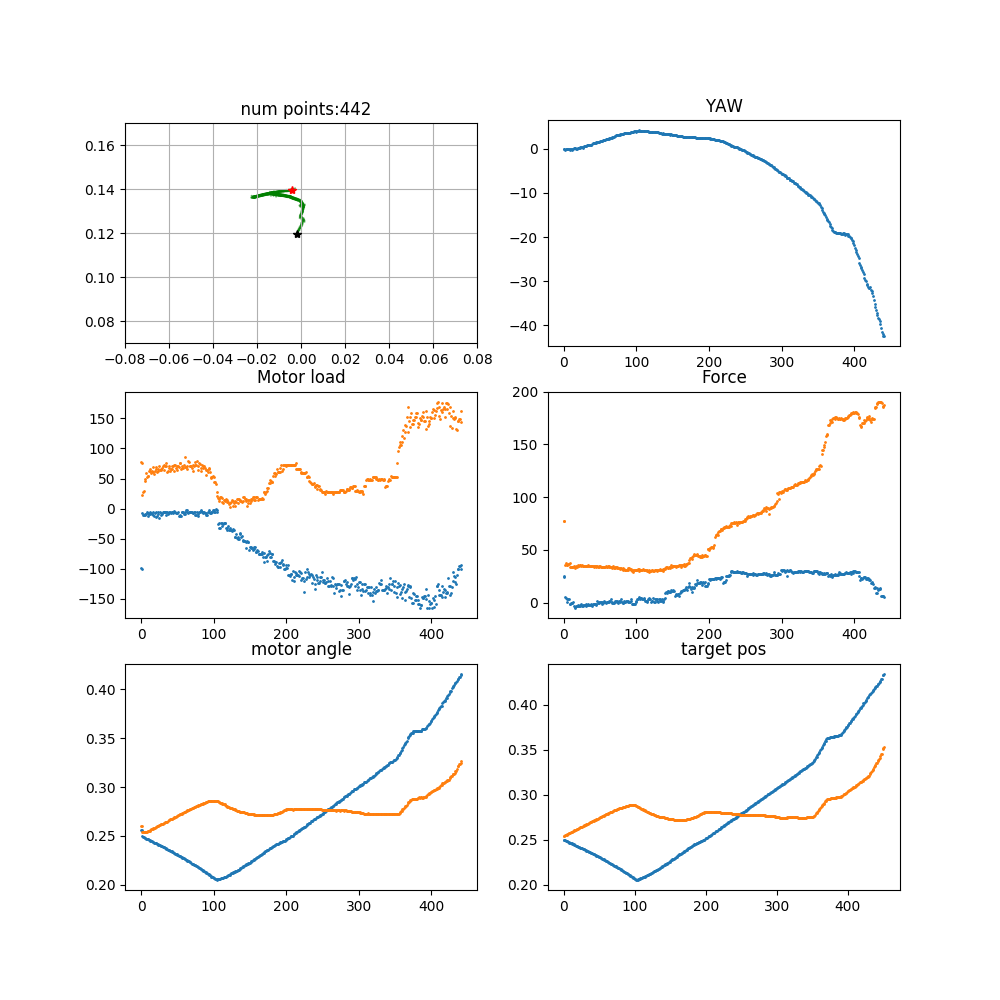 num points:442
YAW
0.16
0.14
0.12
0.10
0.08
−0.08 −0.06 −0.04 −0.02 0.00 0.02 0.04 0.06 0.08
0
−10
−20
−30
−40
0 100 200 300 400
Motor load
Force
150
100
50
0
−50
−100
−150
0 100 200 300 400
200
150
100
50
0
0 100 200 300 400
motor angle
target pos
0.40
0.35
0.30
0.25
0.20
0 100 200 300 400
0.40
0.35
0.30
0.25
0.20
0 100 200 300 400